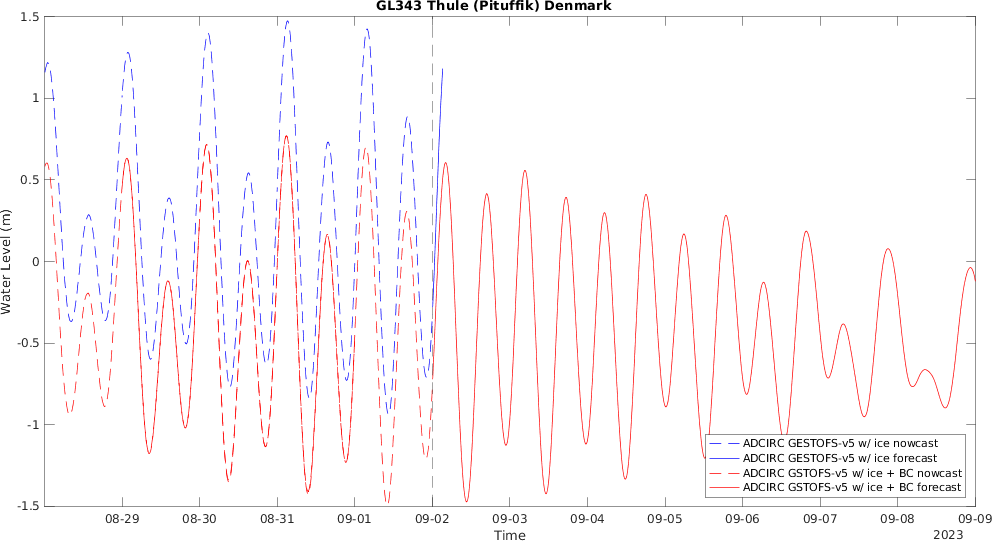 GL343 Thule (Pituffik) Denmark
1.5
1
0.5
0
-0.5
-1
-1.5
Water Level (m)
ADCIRC GESTOFS-v5 w/ ice nowcast
ADCIRC GESTOFS-v5 w/ ice forecast
ADCIRC GSTOFS-v5 w/ ice + BC nowcast
ADCIRC GSTOFS-v5 w/ ice + BC forecast
08-29 08-30 08-31 09-01 09-02 09-03 09-04 09-05 09-06 09-07 09-08 09-09
Time
2023